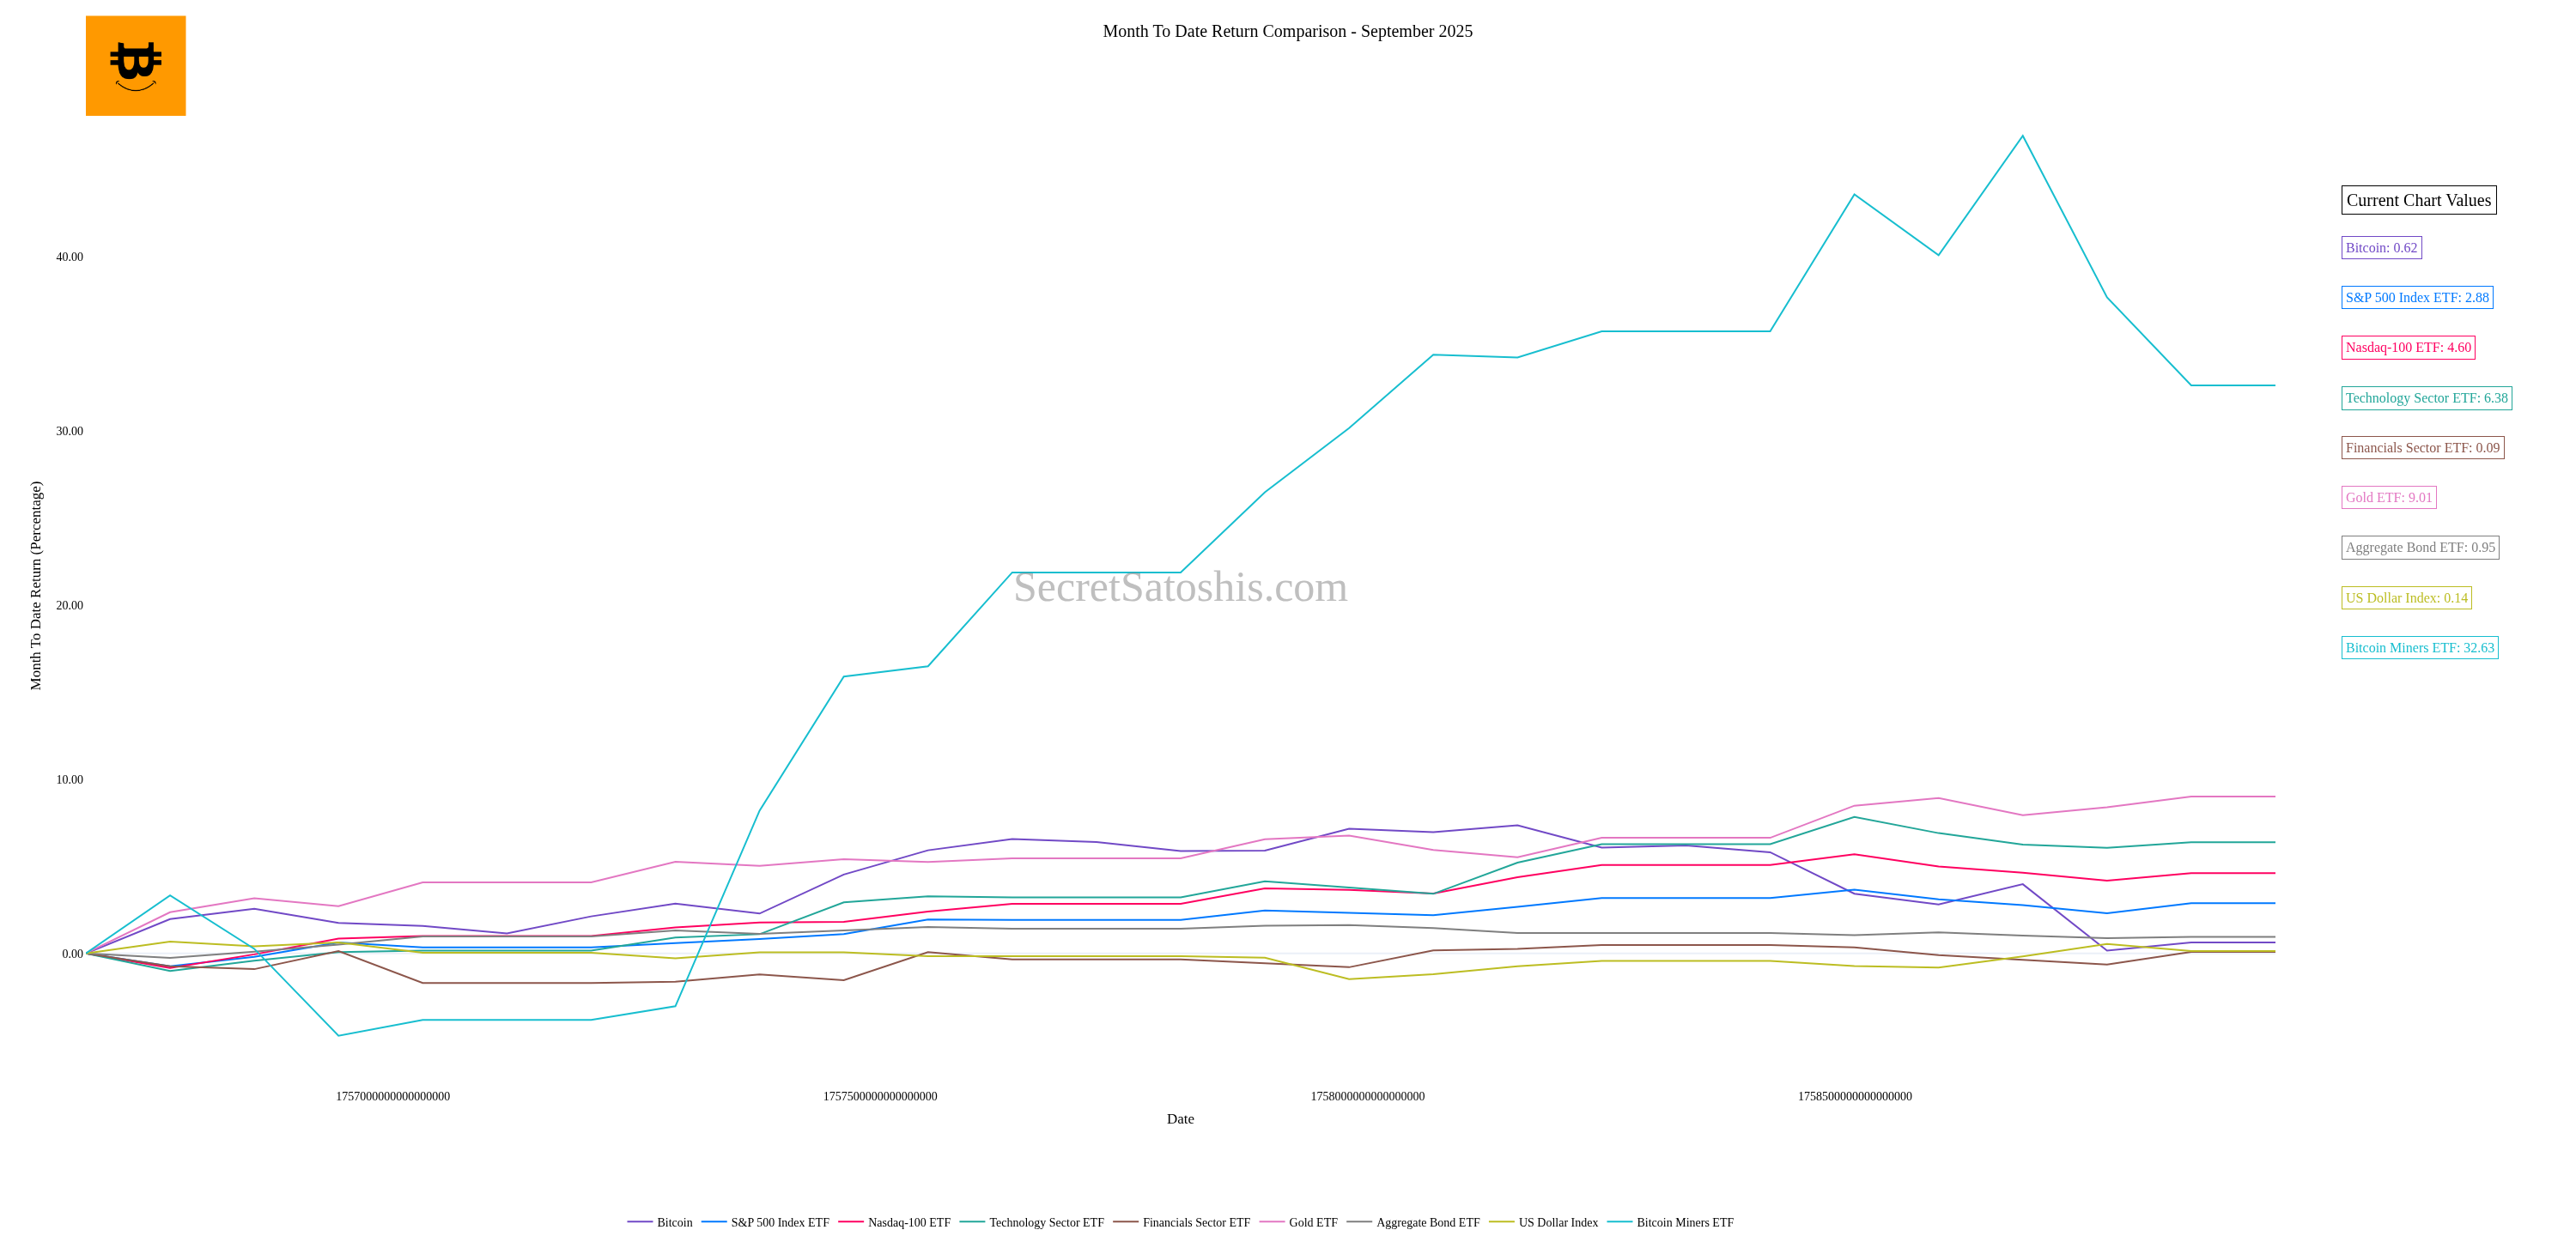 Month To Date Return Comparison - September 2025
Current Chart Values
Bitcoin: 0.62
S&P 500 Index ETF: 2.88
Nasdaq-100 ETF: 4.60
Technology Sector ETF: 6.38
Financials Sector ETF: 0.09
Gold ETF: 9.01
Aggregate Bond ETF: 0.95
US Dollar Index: 0.14
Bitcoin Miners ETF: 32.63
Month To Date Return (Percentage)
40.00
30.00
20.00
10.00
0.00
SecretSatoshis.com
1757000000000000000 1757500000000000000 1758000000000000000 1758500000000000000
Date
Bitcoin S&P 500 Index ETF Nasdaq-100 ETF Technology Sector ETF Financials Sector ETF Gold ETF Aggregate Bond ETF US Dollar Index Bitcoin Miners ETF